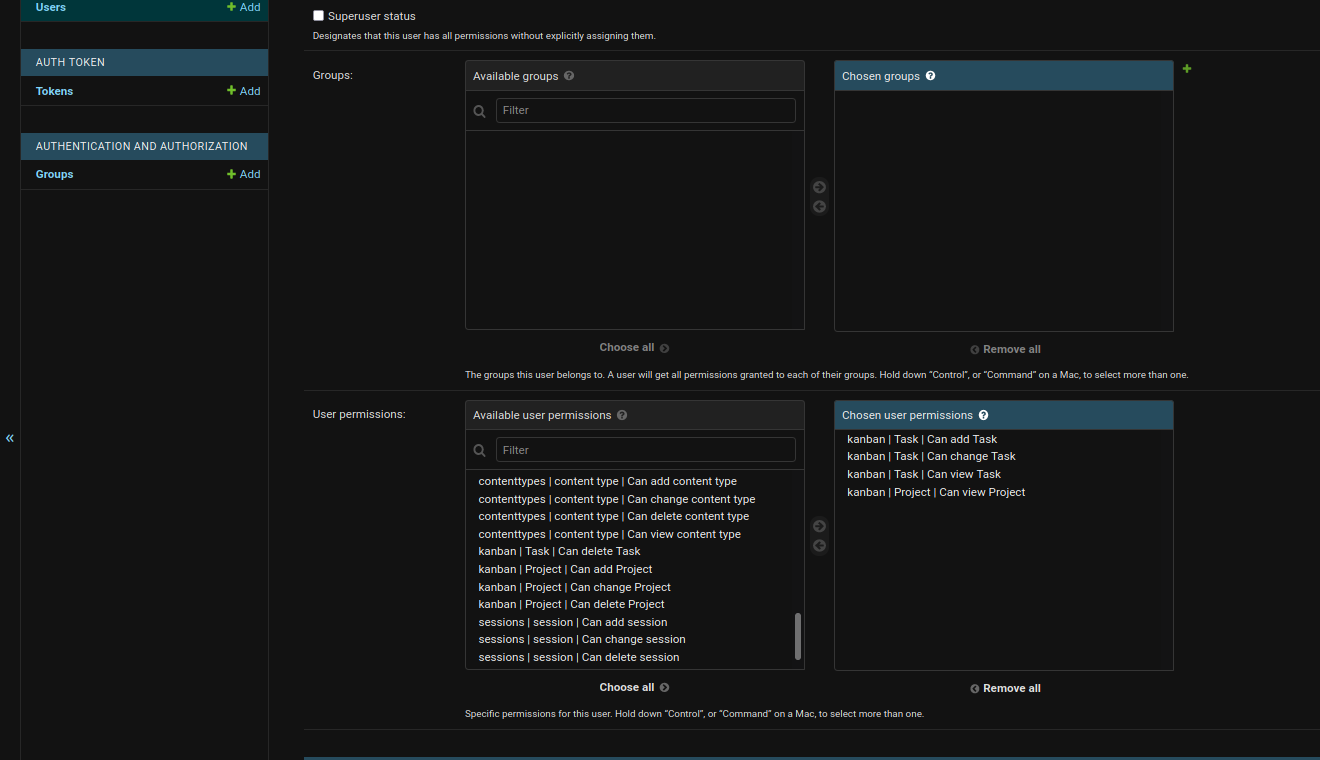 Users
Add
AUTH TOKEN
Tokens
Add
AUTHENTICATION AND AUTHORIZATION
Groups
Add
«
Superuser status
Designates that this user has all permissions without explicitly assigning them.
Groups:
Available groups ?
Filter
Choose all
Chosen groups ?
Remove all
The groups this user belongs to. A user will get all permissions granted to each of their groups. Hold down “Control”, or “Command” on a Mac, to select more than one.
User permissions:
Available user permissions ?
Filter
contenttypes | content type | Can add content type
contenttypes | content type | Can change content type
contenttypes | content type | Can delete content type
contenttypes | content type | Can view content type
kanban | Task | Can delete Task
kanban | Project | Can add Project
kanban | Project | Can change Project
kanban | Project | Can delete Project
sessions | session | Can add session
sessions | session | Can change session
sessions | session | Can delete session
Choose all
Chosen user permissions ?
kanban | Task | Can add Task
kanban | Task | Can change Task
kanban | Task | Can view Task
kanban | Project | Can view Project
Remove all
Specific permissions for this user. Hold down “Control”, or “Command” on a Mac, to select more than one.